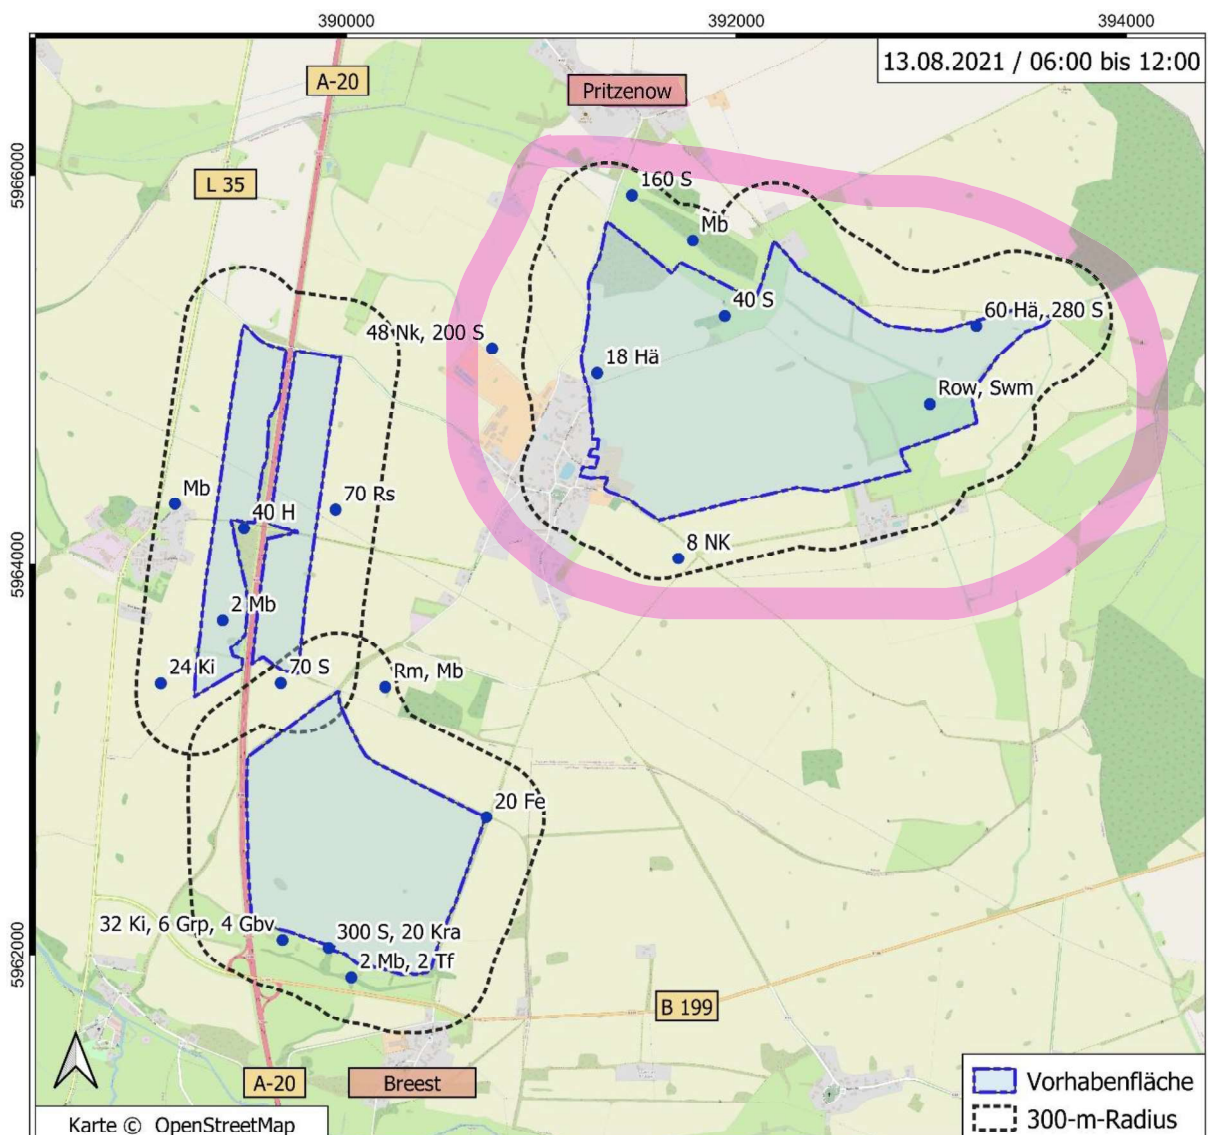 390000
392000
394000
13.08.2021 / 06:00 bis 12:00
A-20
Pritzenow
5966000
L 35
160 S
Mb
40 S
60 Hä, 280 S
48 Nk, 200 S
18 Hä
Row, Swm
Mb
70 Rs
40 H
8 NK
5964000
2 Mb
24 Ki
70 S
Rm, Mb
20 Fe
32 Ki, 6 Grp, 4 Gbv
300 S, 20 Kra
2 Mb, 2 Tf
5962000
B 199
A-20
Breest
Vorhabenfläche
300-m-Radius
Karte © OpenStreetMap